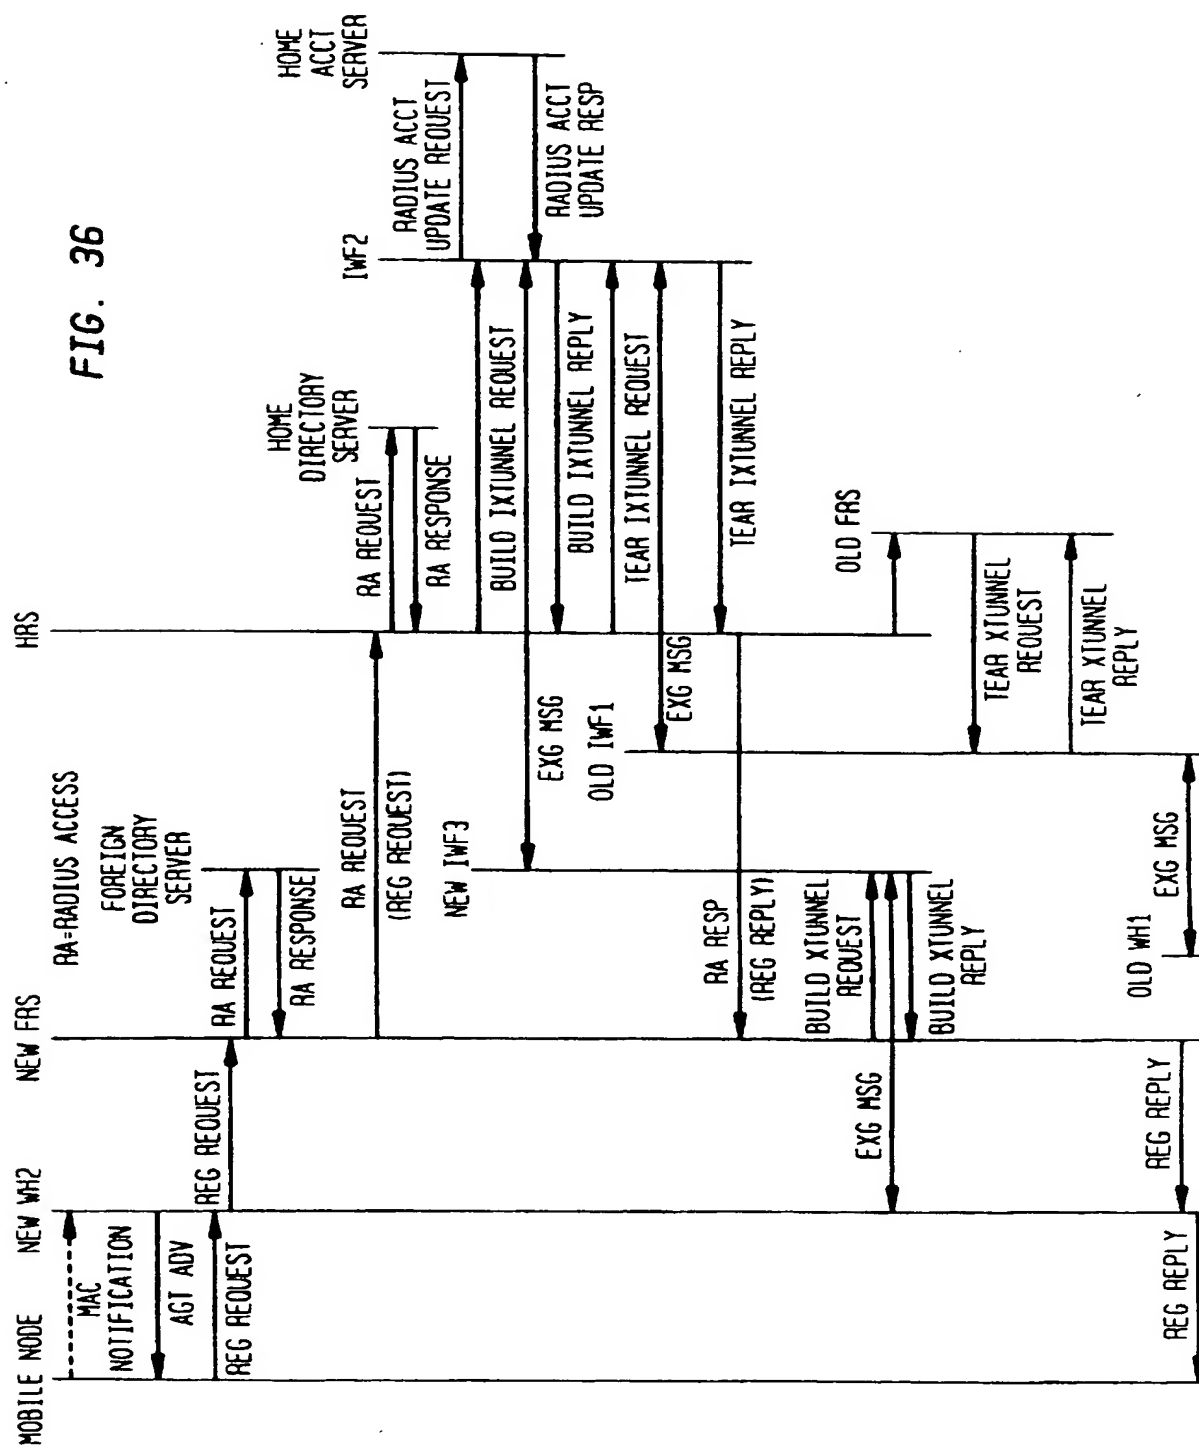 FIG. 36
RA=RADIUS ACCESS
MOBILE NODE
NEW WH2
NEW FRS
FOREIGN
DIRECTORY
SERVER
HRS
HOME
DIRECTORY
SERVER
IWF2
HOME
ACCT
SERVER
MAC
NOTIFICATION
AGT ADV
REG REQUEST
REG REQUEST
RA REQUEST
RA RESPONSE
RA REQUEST
(REG REQUEST)
RA REQUEST
RA RESPONSE
RADIUS ACCT
UPDATE REQUEST
RADIUS ACCT
UPDATE RESP
BUILD IXTUNNEL REQUEST
NEW IWF3
EXG MSG
BUILD IXTUNNEL REPLY
OLD IWF1
TEAR IXTUNNEL REQUEST
EXG MSG
TEAR IXTUNNEL REPLY
RA RESP
(REG REPLY)
BUILD XTUNNEL
REQUEST
EXG MSG
BUILD XTUNNEL
REPLY
OLD FRS
TEAR XTUNNEL
REQUEST
TEAR XTUNNEL
REPLY
OLD WH1
EXG MSG
REG REPLY
REG REPLY